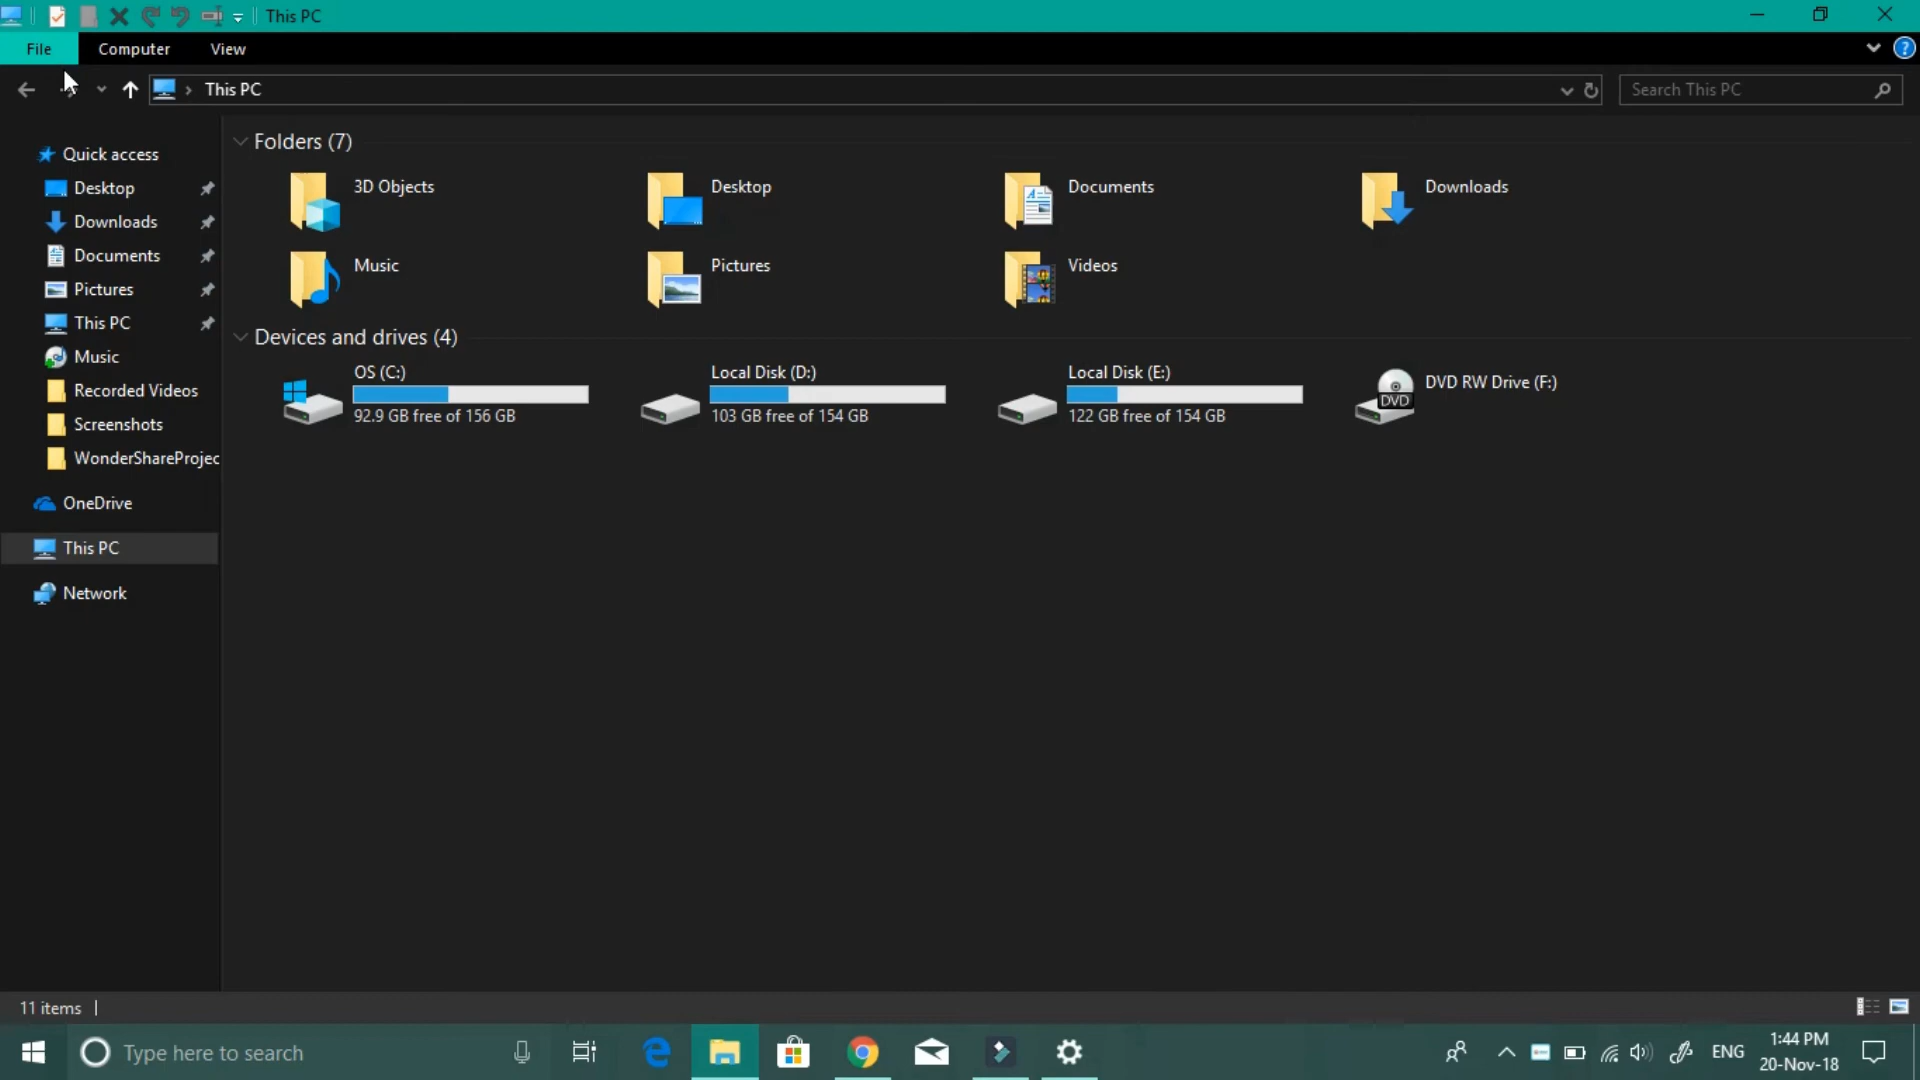 This PC
File Computer View
This PC
Search This PC
Quick access
Desktop
Downloads
Documents
Pictures
This PC
Music
Recorded Videos
Screenshots
WonderShareProjec
OneDrive
This PC
Network
Folders (7)
3D Objects
Desktop
Documents
Downloads
Music
Pictures
Videos
Devices and drives (4)
OS (C:)
92.9 GB free of 156 GB
Local Disk (D:)
103 GB free of 154 GB
Local Disk (E:)
122 GB free of 154 GB
DVD
DVD RW Drive (F:)
11 items
Type here to search
ENG
1:44 PM
20-Nov-18